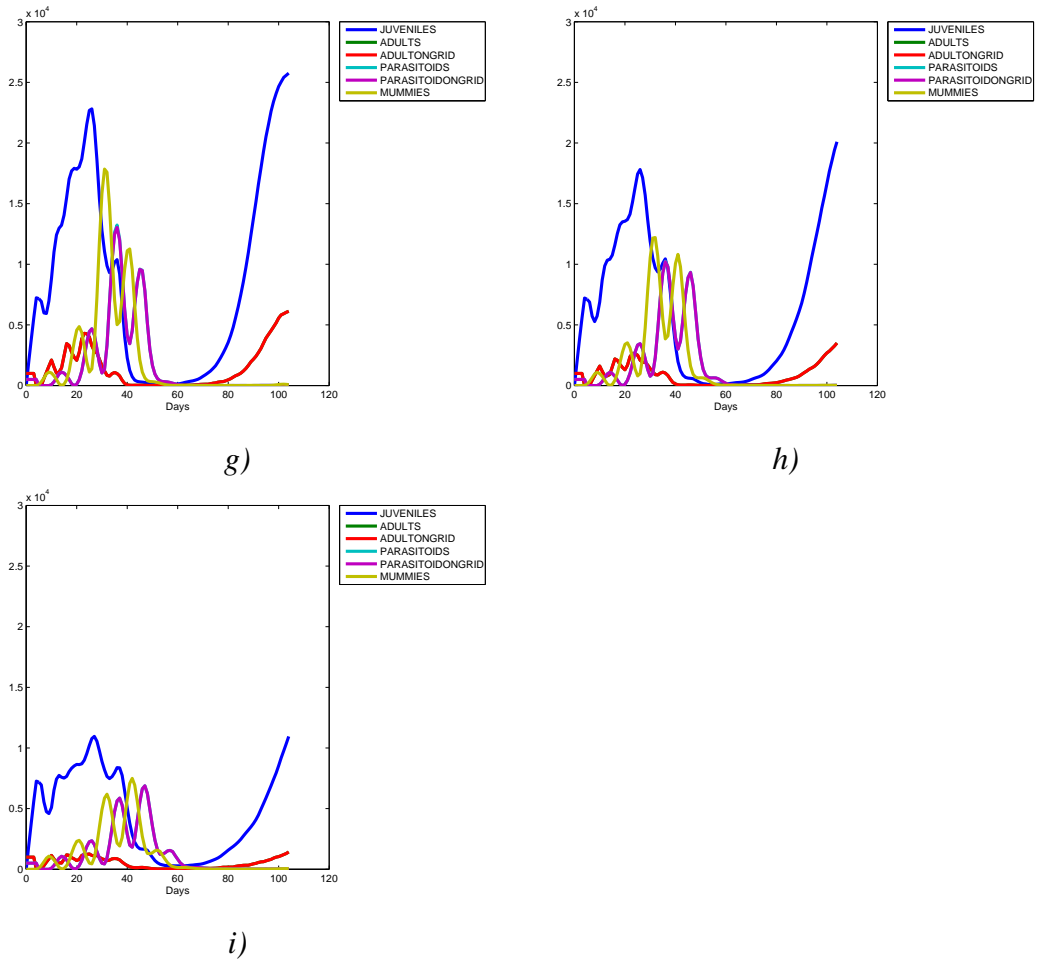 x 10^4
3
2.5
2
1.5
1
0.5
0
0 20 40 60 80 100 120
Days
JUVENILES
ADULTS
ADULTONGRID
PARASITOIDS
PARASITOIDONGRID
MUMMIES
g)
x 10^4
3
2.5
2
1.5
1
0.5
0
0 20 40 60 80 100 120
Days
JUVENILES
ADULTS
ADULTONGRID
PARASITOIDS
PARASITOIDONGRID
MUMMIES
h)
x 10^4
3
2.5
2
1.5
1
0.5
0
0 20 40 60 80 100 120
Days
JUVENILES
ADULTS
ADULTONGRID
PARASITOIDS
PARASITOIDONGRID
MUMMIES
i)